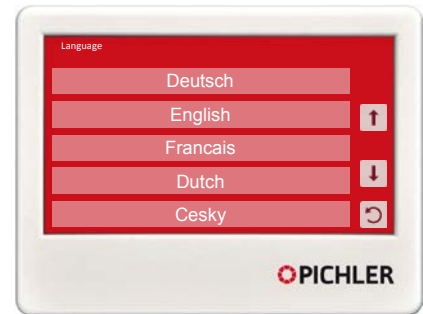 Language
Deutsch
English
Francais
Dutch
Cesky
PICHLER